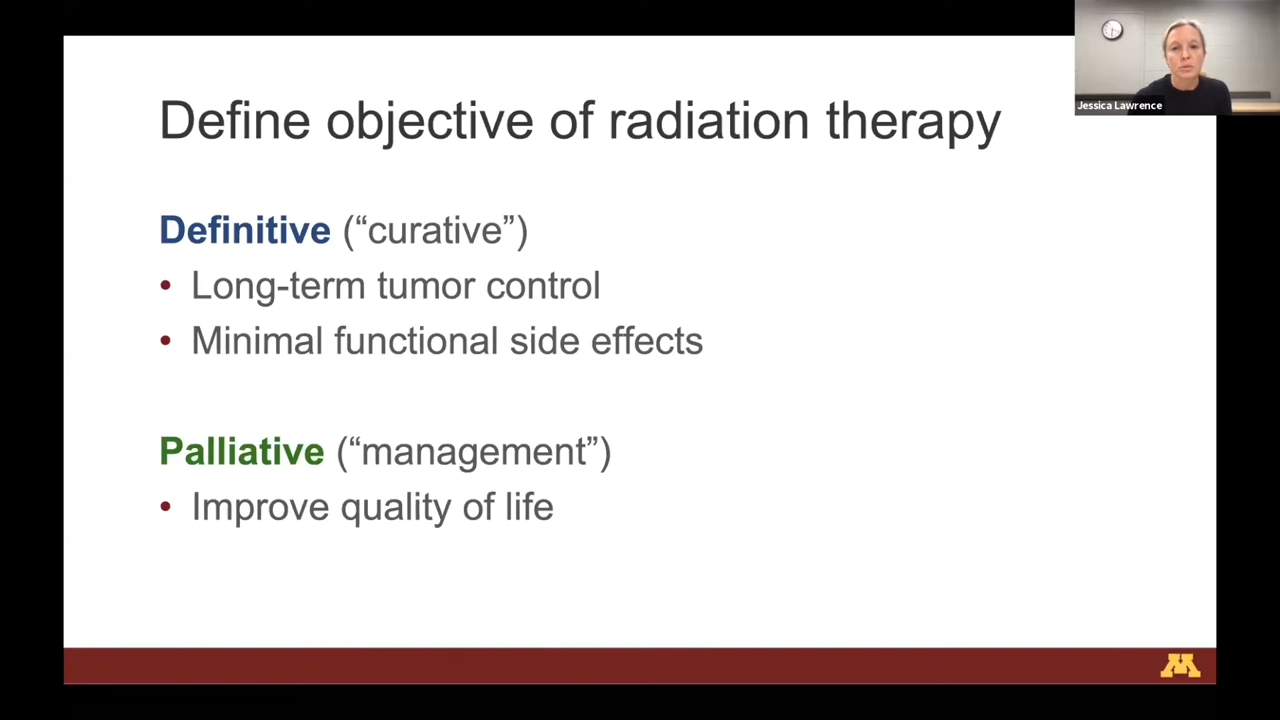 Jessica Lawrence
Define objective of radiation therapy
Definitive (“curative”)
• Long-term tumor control
• Minimal functional side effects
Palliative (“management”)
• Improve quality of life
M